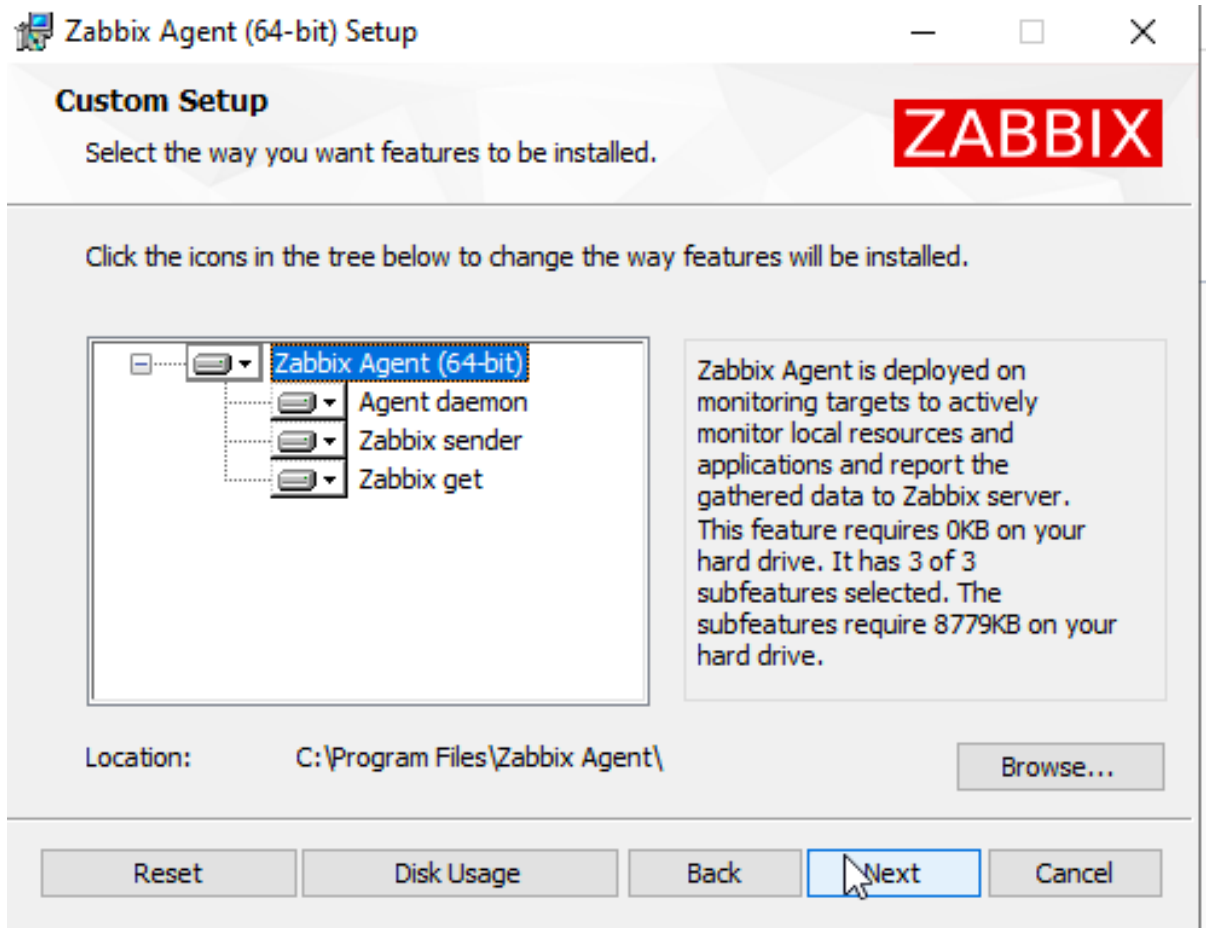 Zabbix Agent (64-bit) Setup
Custom Setup
Select the way you want features to be installed.
ZABBIX
Click the icons in the tree below to change the way features will be installed.
Zabbix Agent (64-bit)
Agent daemon
Zabbix sender
Zabbix get
Zabbix Agent is deployed on
monitoring targets to actively
monitor local resources and
applications and report the
gathered data to Zabbix server.
This feature requires 0KB on your
hard drive. It has 3 of 3
subfeatures selected. The
subfeatures require 8779KB on your
hard drive.
Location: C:\Program Files\Zabbix Agent\
Browse...
Reset Disk Usage Back Next Cancel